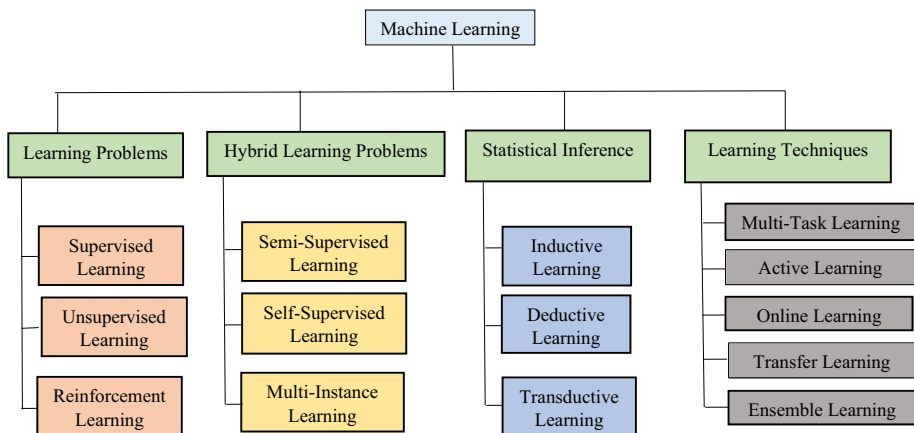 Machine Learning
Learning Problems
Hybrid Learning Problems
Statistical Inference
Learning Techniques
Supervised
Learning
Unsupervised
Learning
Reinforcement
Learning
Semi-Supervised
Learning
Self-Supervised
Learning
Multi-Instance
Learning
Inductive
Learning
Deductive
Learning
Transductive
Learning
Multi-Task Learning
Active Learning
Online Learning
Transfer Learning
Ensemble Learning